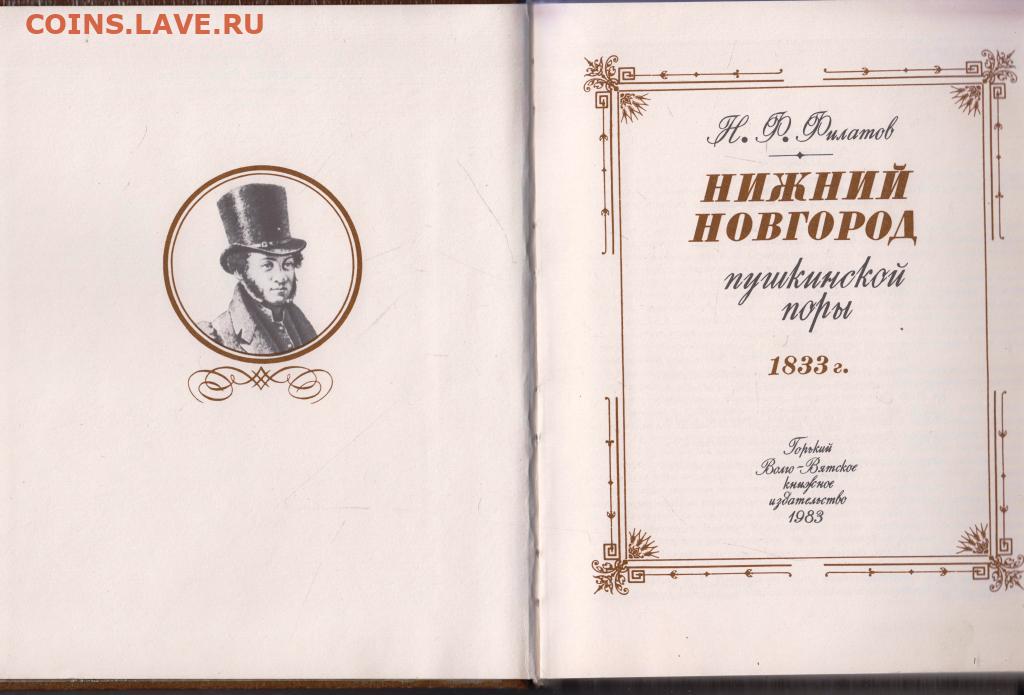 COINS.LAVE.RU
Н. Ф. Филатов
НИЖНИЙ
НОВГОРОД
пушкинской
поры
1833 г.
Горький
Волго-Вятское
книжное
издательство
1983